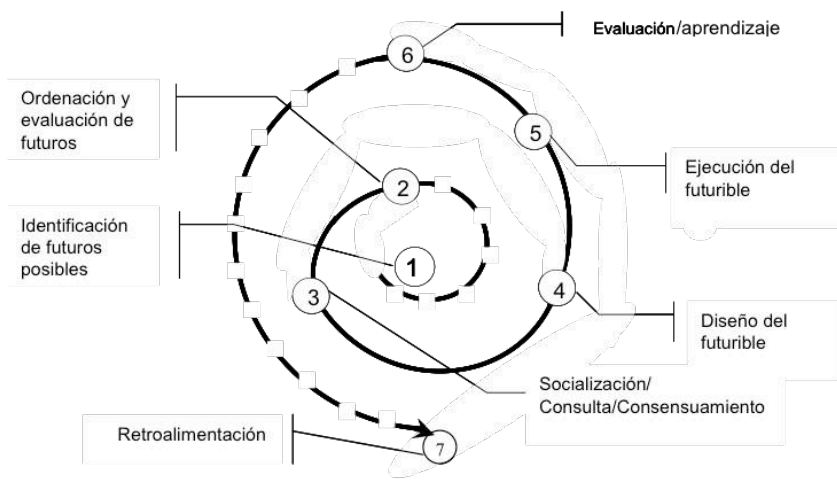 6
Evaluación/aprendizaje
Ordenación y
evaluación de
futuros
5
Ejecución del
futurible
2
Identificación
de futuros
posibles
1
3
4
Diseño del
futurible
Socialización/
Consulta/Consensuamiento
Retroalimentación
7